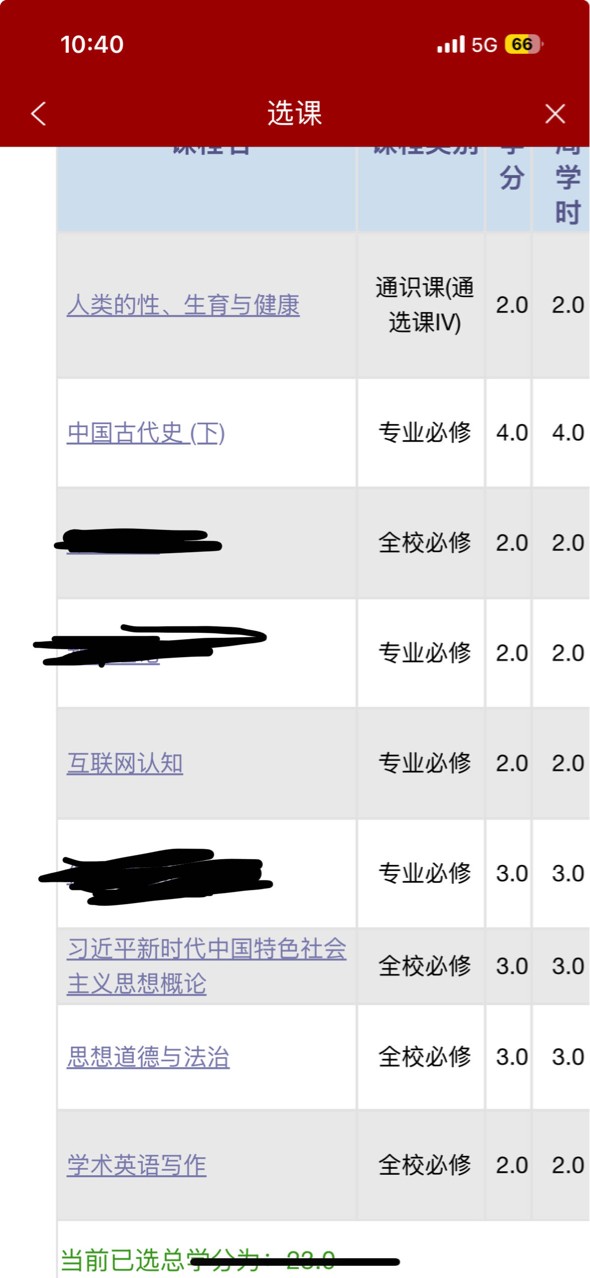 10:40
5G 66
选课
课程名 课程类别 学分 周学时
人类的性、生育与健康 通识课(通
选课IV) 2.0 2.0
中国古代史 (下) 专业必修 4.0 4.0
全校必修 2.0 2.0
专业必修 2.0 2.0
互联网认知 专业必修 2.0 2.0
专业必修 3.0 3.0
习近平新时代中国特色社会
主义思想概论 全校必修 3.0 3.0
思想道德与法治 全校必修 3.0 3.0
学术英语写作 全校必修 2.0 2.0
当前已选总学分为：23.0